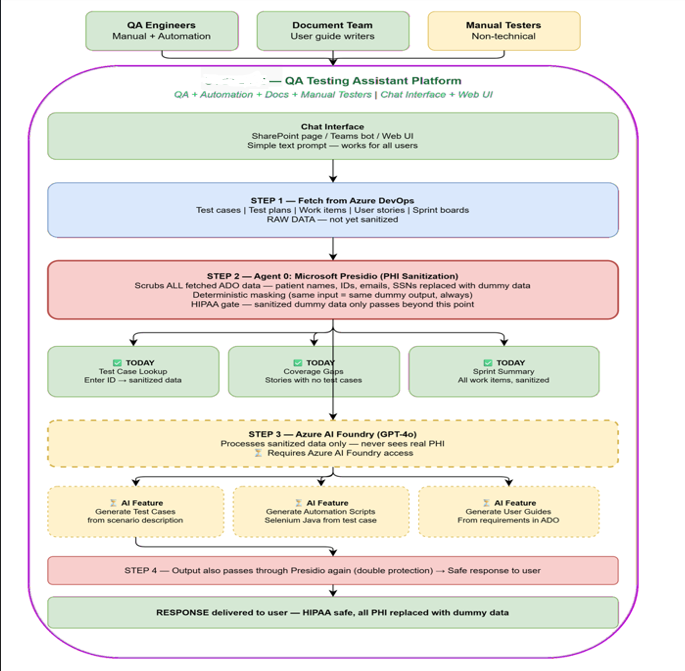 QA Engineers
Manual + Automation
Document Team
User guide writers
Manual Testers
Non-technical
— QA Testing Assistant Platform
QA + Automation + Docs + Manual Testers | Chat Interface + Web UI
Chat Interface
SharePoint page / Teams bot / Web UI
Simple text prompt — works for all users
STEP 1 — Fetch from Azure DevOps
Test cases | Test plans | Work items | User stories | Sprint boards
RAW DATA — not yet sanitized
STEP 2 — Agent 0: Microsoft Presidio (PHI Sanitization)
Scrubs ALL fetched ADO data — patient names, IDs, emails, SSNs replaced with dummy data
Deterministic masking (same input = same dummy output, always)
HIPAA gate — sanitized dummy data only passes beyond this point
✅ TODAY
Test Case Lookup
Enter ID → sanitized data
✅ TODAY
Coverage Gaps
Stories with no test cases
✅ TODAY
Sprint Summary
All work items, sanitized
STEP 3 — Azure AI Foundry (GPT-4o)
Processes sanitized data only — never sees real PHI
⏳ Requires Azure AI Foundry access
⏳ AI Feature
Generate Test Cases
from scenario description
⏳ AI Feature
Generate Automation Scripts
Selenium Java from test case
⏳ AI Feature
Generate User Guides
From requirements in ADO
STEP 4 — Output also passes through Presidio again (double protection) → Safe response to user
RESPONSE delivered to user — HIPAA safe, all PHI replaced with dummy data